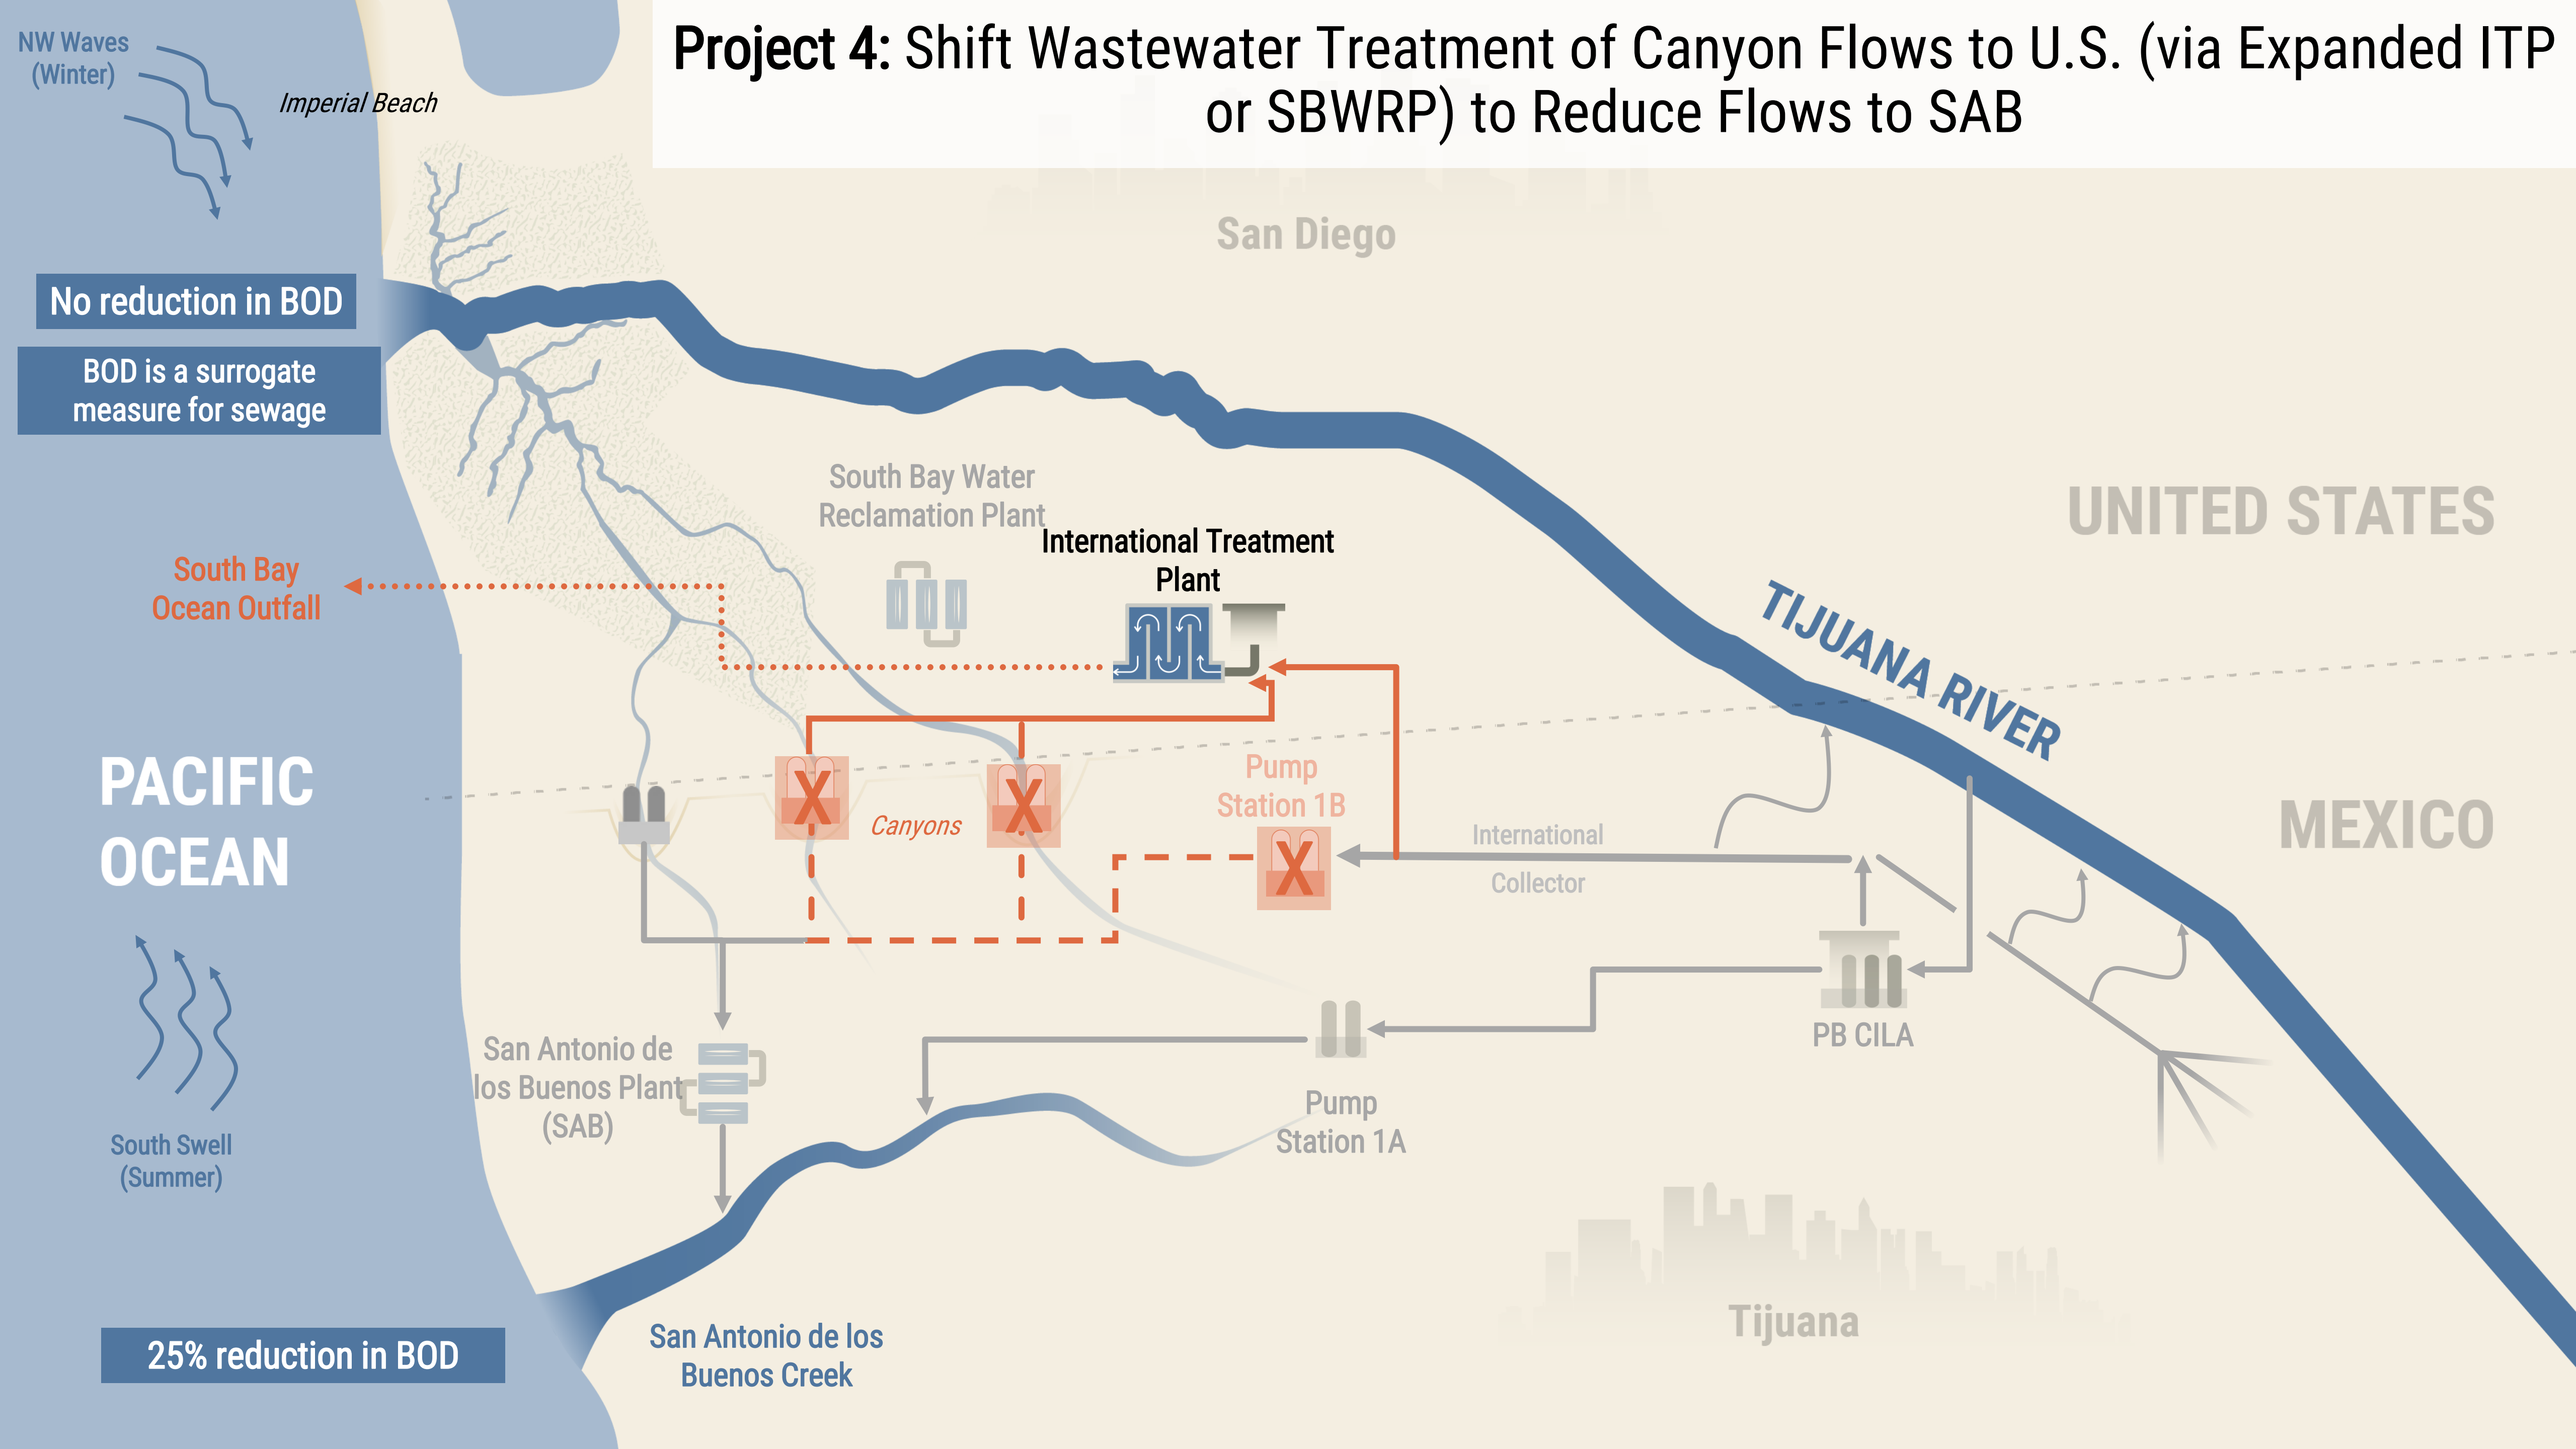 Project 4: Shift Wastewater Treatment of Canyon Flows to U.S. (via Expanded ITP
or SBWRP) to Reduce Flows to SAB
NW Waves
(Winter)
Imperial Beach
San Diego
No reduction in BOD
BOD is a surrogate
measure for sewage
South Bay Water
Reclamation Plant
International Treatment
Plant
UNITED STATES
South Bay
Ocean Outfall
TIJUANA RIVER
PACIFIC
OCEAN
Pump
Station 1B
X
X
Canyons
X
International
Collector
MEXICO
PB CILA
San Antonio de
los Buenos Plant
(SAB)
Pump
Station 1A
South Swell
(Summer)
Tijuana
San Antonio de los
Buenos Creek
25% reduction in BOD